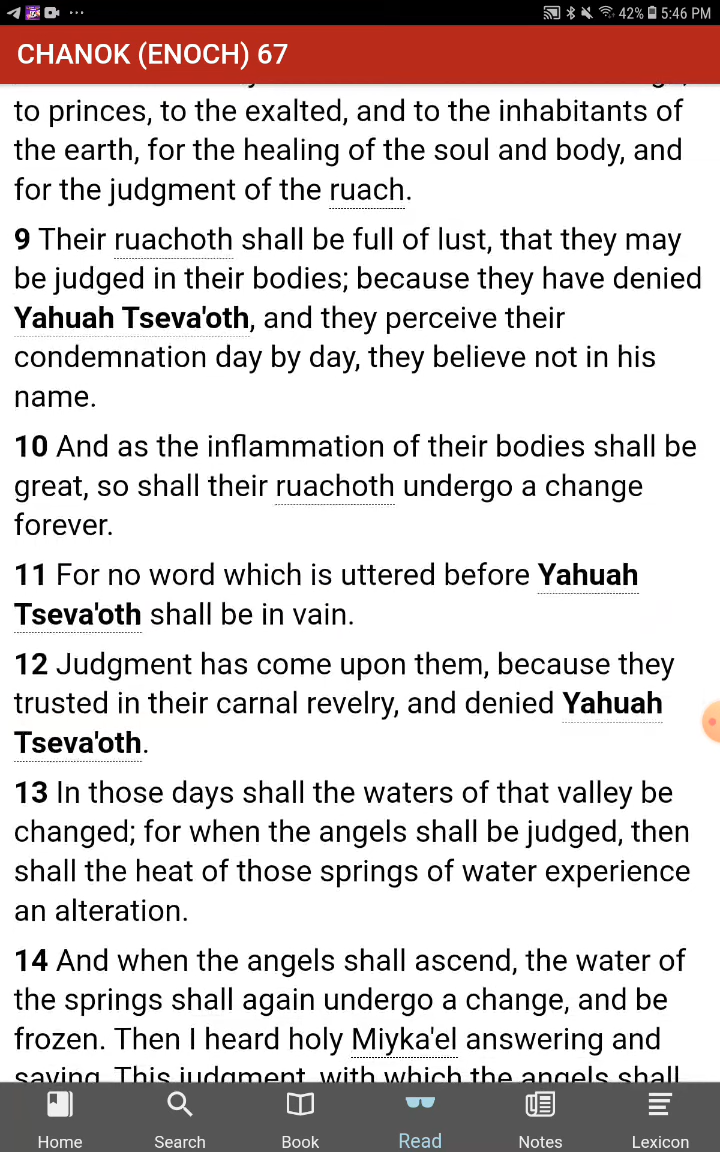 42% 5:46 PM
CHANOK (ENOCH) 67
to princes, to the exalted, and to the inhabitants of
the earth, for the healing of the soul and body, and
for the judgment of the ruach.
9 Their ruachoth shall be full of lust, that they may
be judged in their bodies; because they have denied
Yahuah Tseva'oth, and they perceive their
condemnation day by day, they believe not in his
name.
10 And as the inflammation of their bodies shall be
great, so shall their ruachoth undergo a change
forever.
11 For no word which is uttered before Yahuah
Tseva'oth shall be in vain.
12 Judgment has come upon them, because they
trusted in their carnal revelry, and denied Yahuah
Tseva'oth.
13 In those days shall the waters of that valley be
changed; for when the angels shall be judged, then
shall the heat of those springs of water experience
an alteration.
14 And when the angels shall ascend, the water of
the springs shall again undergo a change, and be
frozen. Then I heard holy Miyka'el answering and
saying, This judgment, with which the angels shall
Home Search Book Read Notes Lexicon